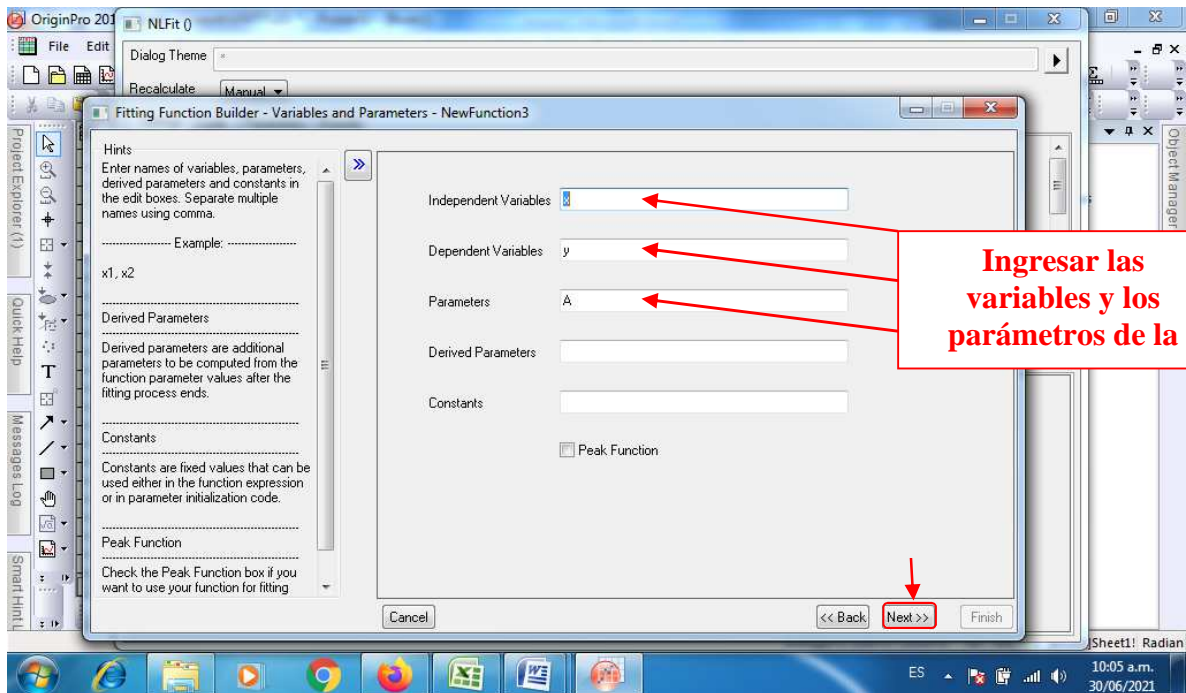 OriginPro 201
NLFit ()
File Edit
Dialog Theme
*
Recalculate
Manual
Fitting Function Builder - Variables and Parameters - NewFunction3
Hints
Enter names of variables, parameters,
derived parameters and constants in
the edit boxes. Separate multiple
names using comma.
-------------------- Example: --------------------
x1, x2
Derived Parameters
Derived parameters are additional
parameters to be computed from the
function parameter values after the
fitting process ends.
Constants
Constants are fixed values that can be
used either in the function expression
or in parameter initialization code.
Peak Function
Check the Peak Function box if you
want to use your function for fitting
Independent Variables
x
Dependent Variables
y
Parameters
A
Derived Parameters
Constants
Peak Function
Ingresar las
variables y los
parámetros de la
Cancel
<< Back
Next >>
Finish
Project Explorer (1)
Quick Help
Messages Log
Smart Hint L
Object Manager
T
Sheet1! Radian
ES
10:05 a.m.
30/06/2021